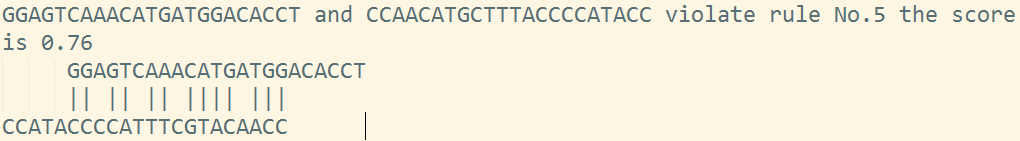 GGAGTCAAACATGATGGACACCT and CCAACATGCTTTACCCCATACC violate rule No.5 the score
is 0.76
GGAGTCAAACATGATGGACACCT
|| || || |||| |||
CCATACCCCATTTCGTACAACC